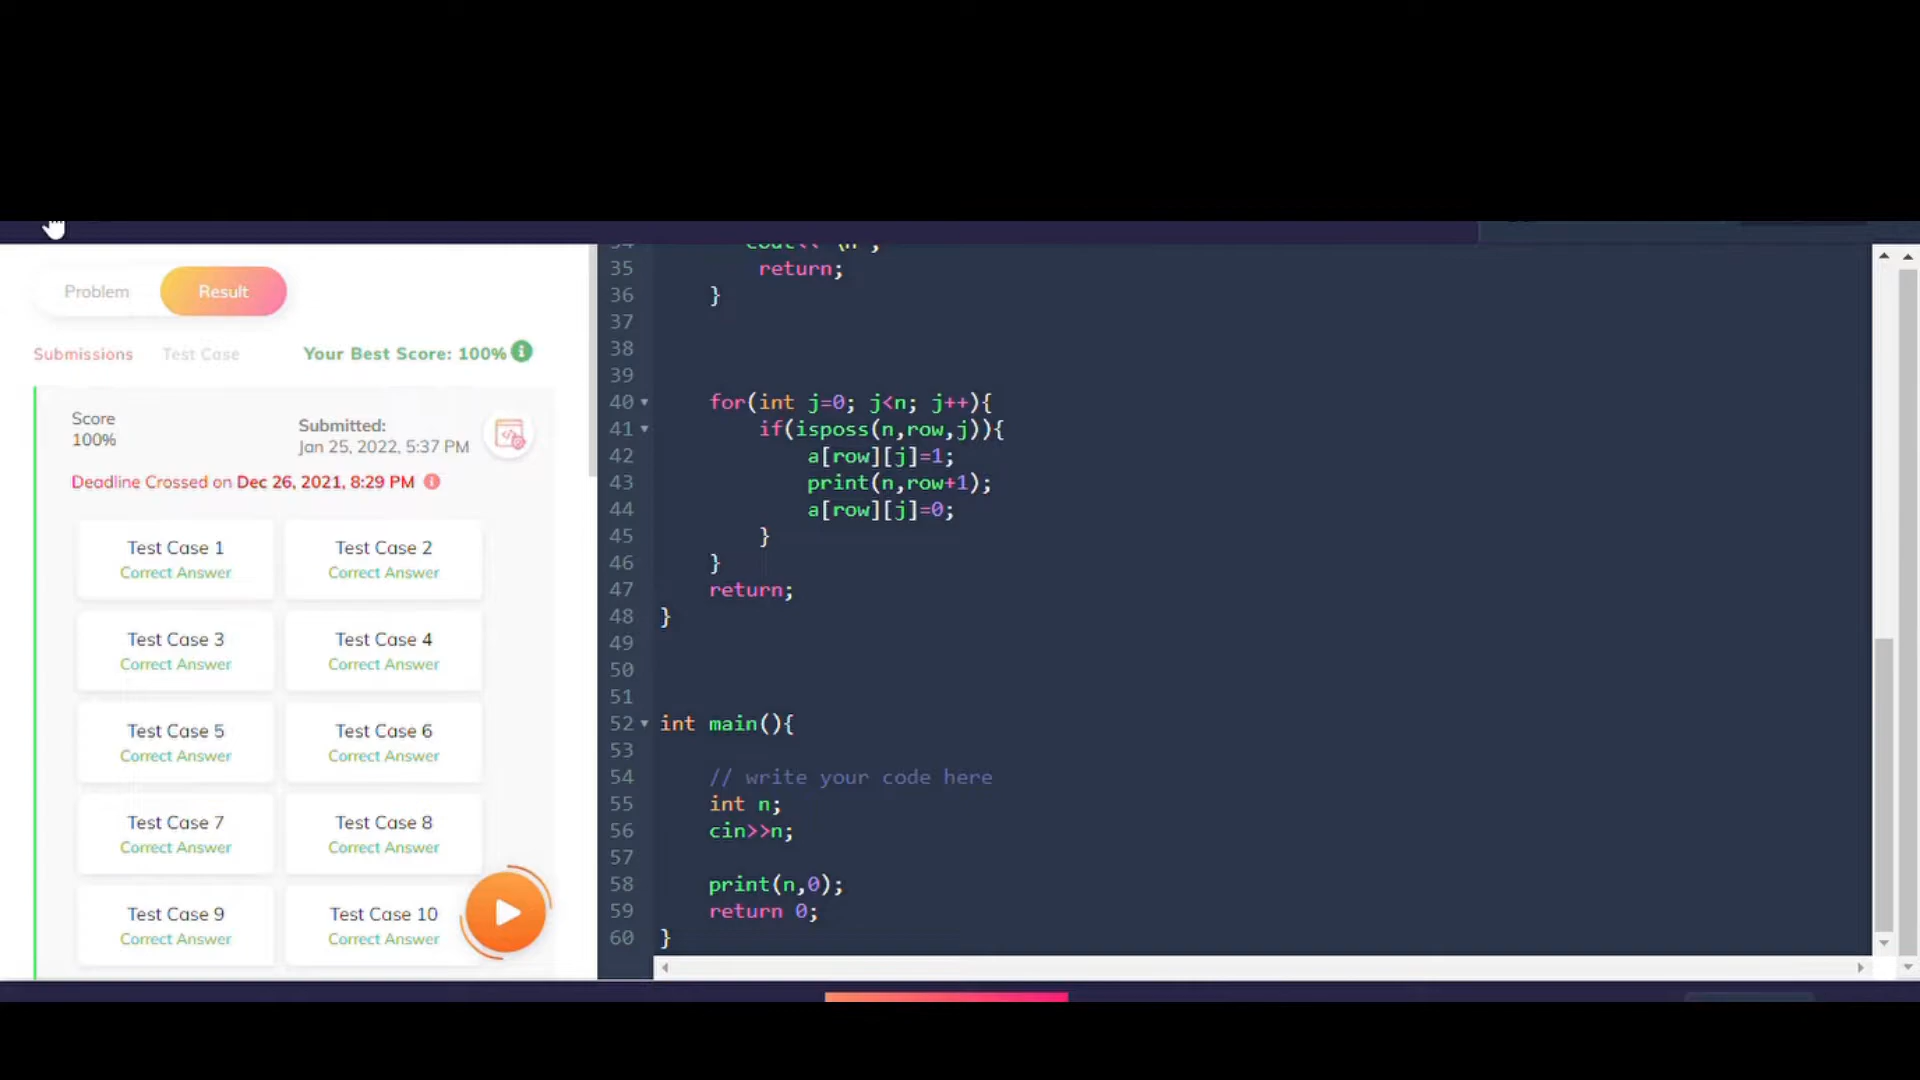 Problem
Result
Submissions
Test Case
Your Best Score: 100%
Score
100%
Submitted:
Jan 25, 2022, 5:37 PM
Deadline Crossed on Dec 26, 2021, 8:29 PM
Test Case 1
Correct Answer
Test Case 2
Correct Answer
Test Case 3
Correct Answer
Test Case 4
Correct Answer
Test Case 5
Correct Answer
Test Case 6
Correct Answer
Test Case 7
Correct Answer
Test Case 8
Correct Answer
Test Case 9
Correct Answer
Test Case 10
Correct Answer
35 return;
36 }
37
38
39
40 for(int j=0; j<n; j++){
41 if(isposs(n,row,j)){
42 a[row][j]=1;
43 print(n,row+1);
44 a[row][j]=0;
45 }
46 }
47 return;
48 }
49
50
51
52 int main(){
53
54 // write your code here
55 int n;
56 cin>>n;
57
58 print(n,0);
59 return 0;
60 }